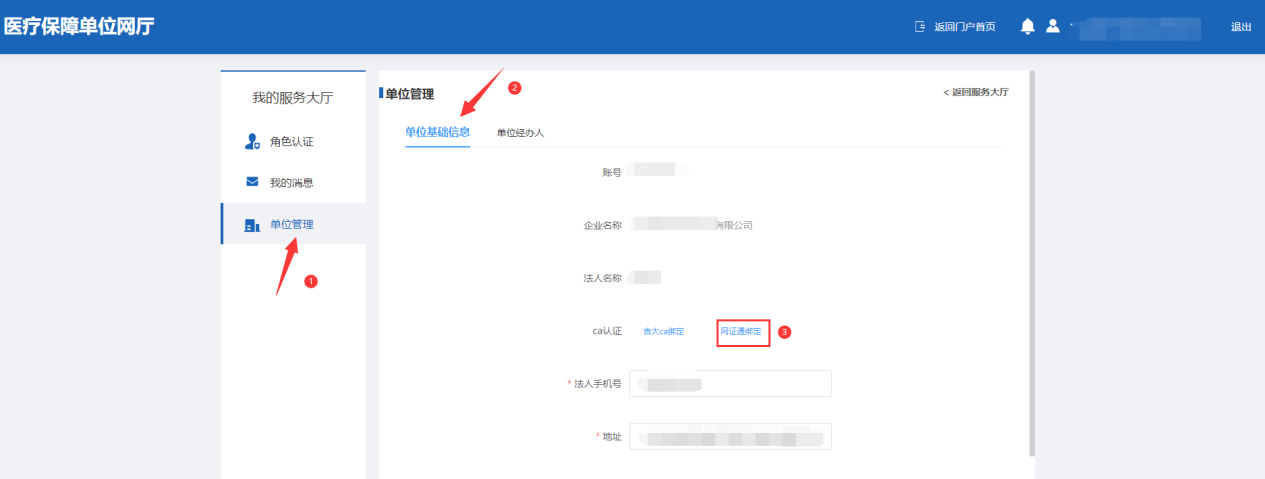 医疗保障单位网厅
返回门户首页
退出
我的服务大厅
角色认证
我的消息
单位管理
1
单位管理
< 返回服务大厅
2
单位基础信息 单位经办人
账号
企业名称 有限公司
法人名称
ca认证 吉大ca绑定 网证通绑定 3
* 法人手机号
* 地址